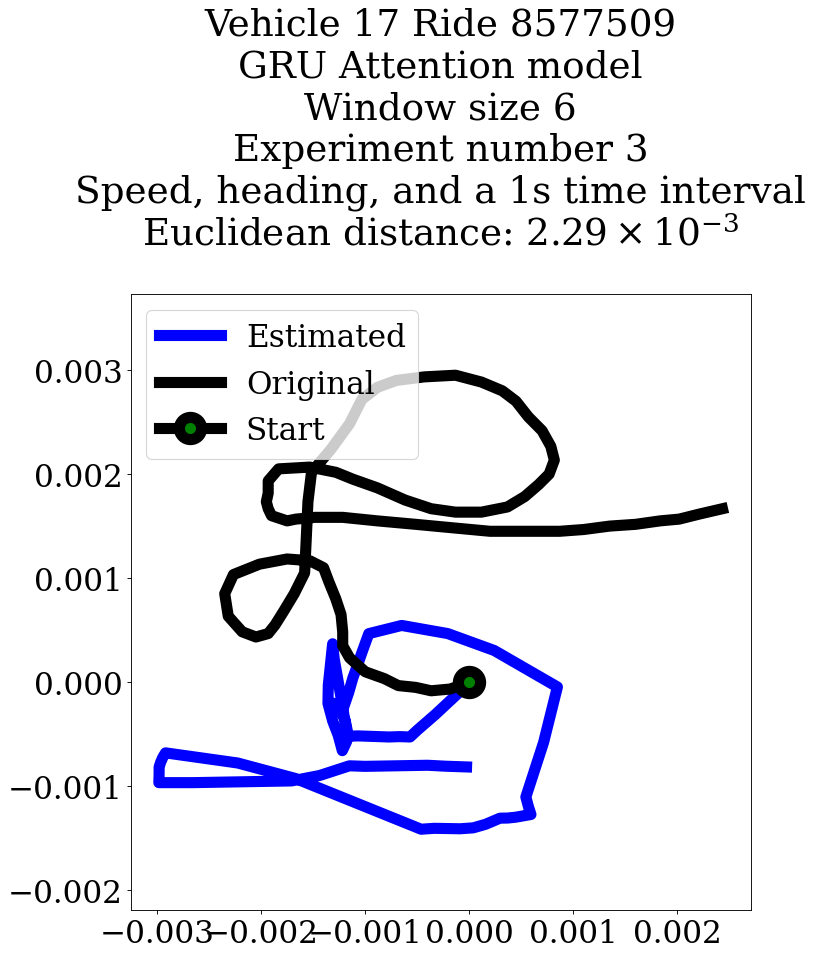 Vehicle 17 Ride 8577509
GRU Attention model
Window size 6
Experiment number 3
Speed, heading, and a 1s time interval
Euclidean distance: 2.29 × 10⁻³
Estimated
Original
Start
0.003
0.002
0.001
0.000
−0.001
−0.002
−0.003 −0.002 −0.001 0.000 0.001 0.002